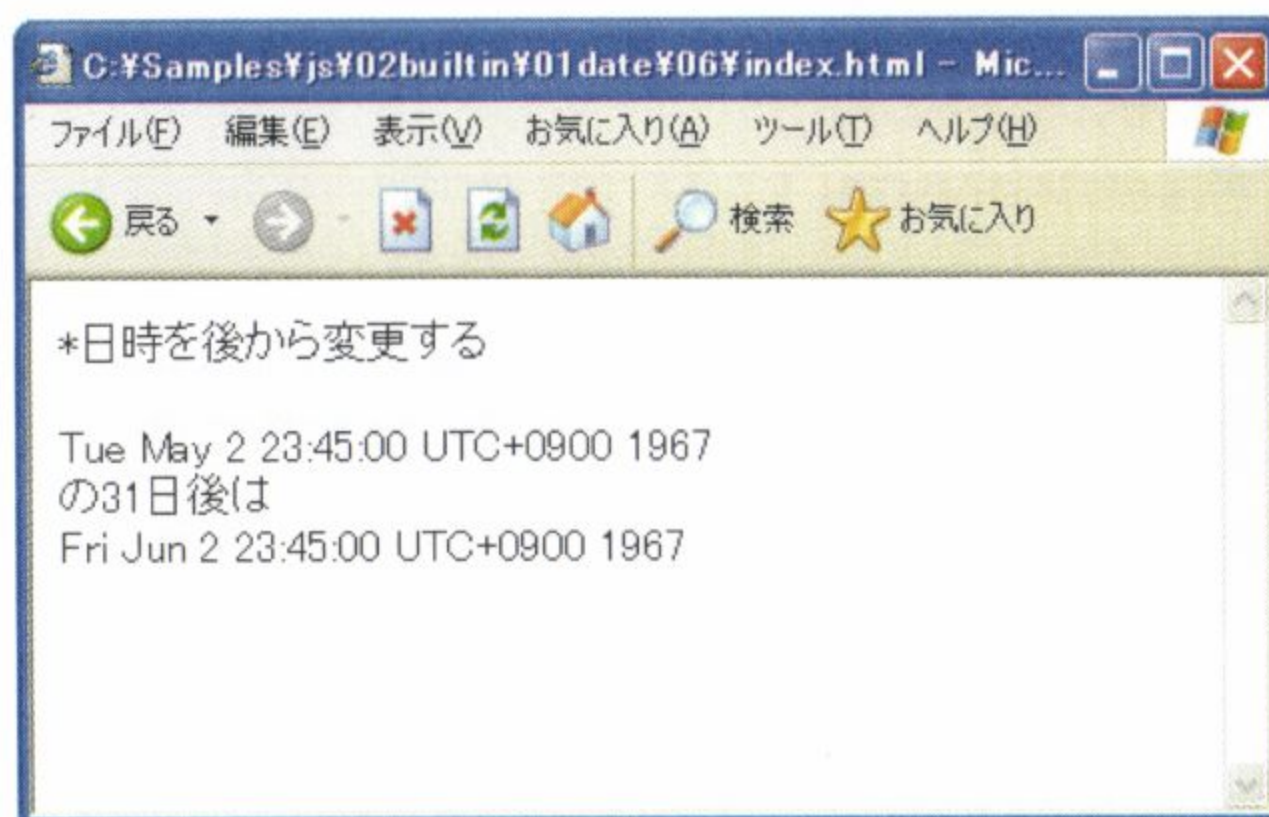 C:¥Samples¥js¥02builtin¥01date¥06¥index.html - Mic...
ファイル(F) 編集(E) 表示(V) お気に入り(A) ツール(T) ヘルプ(H)
戻る 検索 お気に入り
*日時を後から変更する
Tue May 2 23:45:00 UTC+0900 1967
の31日後は
Fri Jun 2 23:45:00 UTC+0900 1967